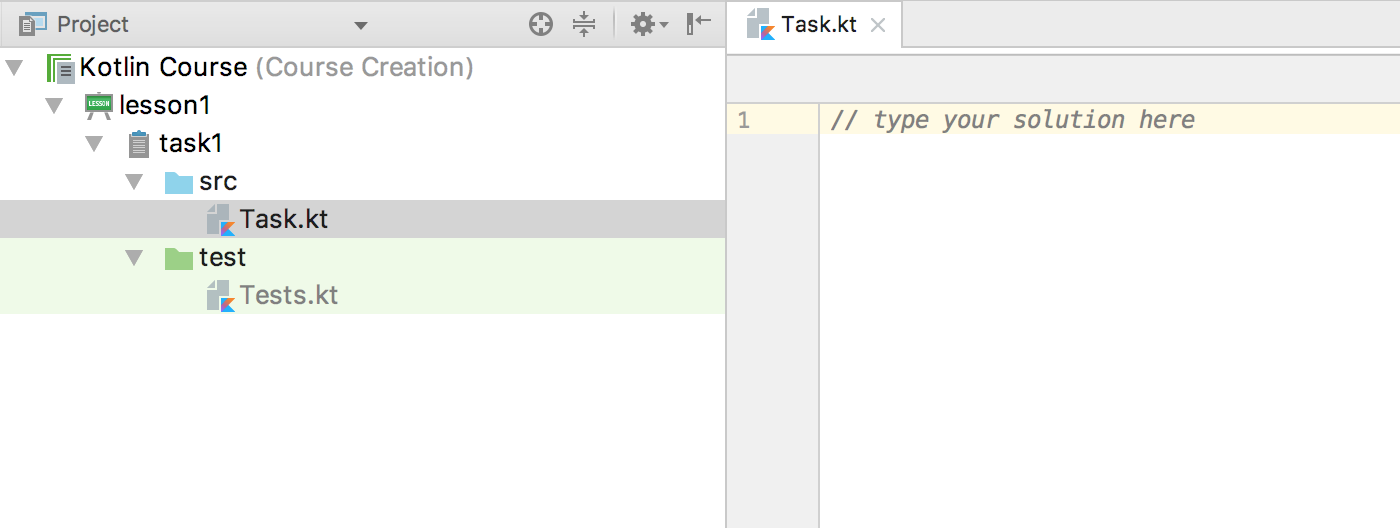 Project
Task.kt
Kotlin Course (Course Creation)
LESSON
lesson1
task1
src
Task.kt
test
Tests.kt
1 // type your solution here